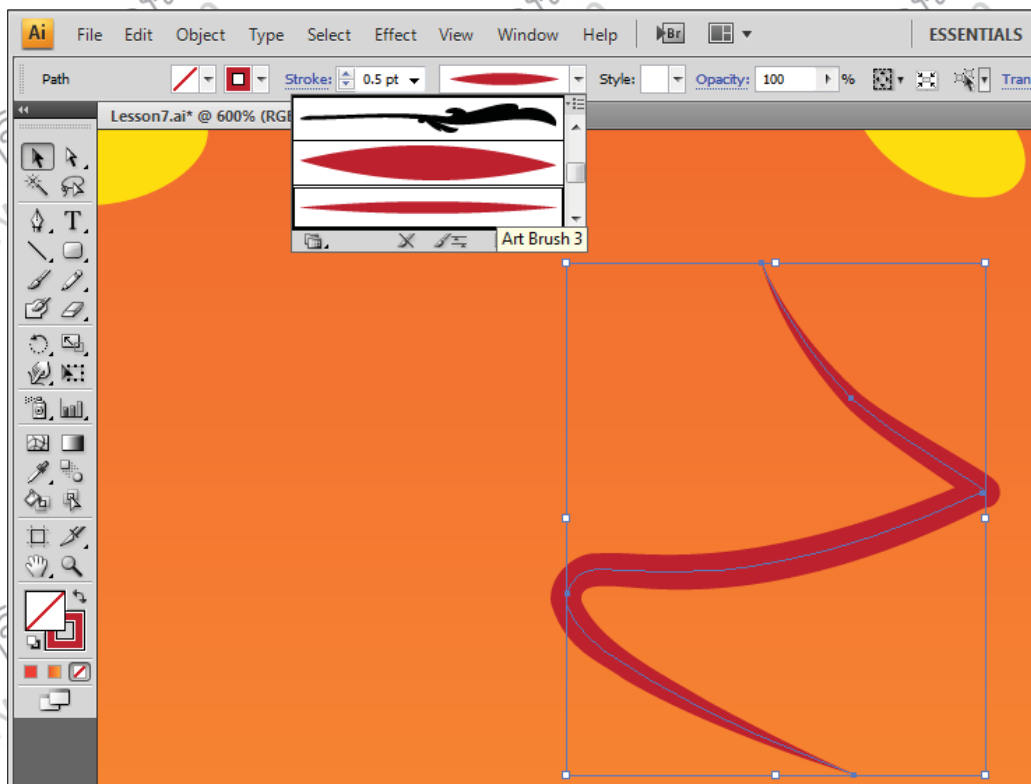 Ai File Edit Object Type Select Effect View Window Help Br ESSENTIALS
Path Stroke: 0.5 pt Style: Opacity: 100 % Tran
Lesson7.ai* @ 600% (RGB
Art Brush 3
T